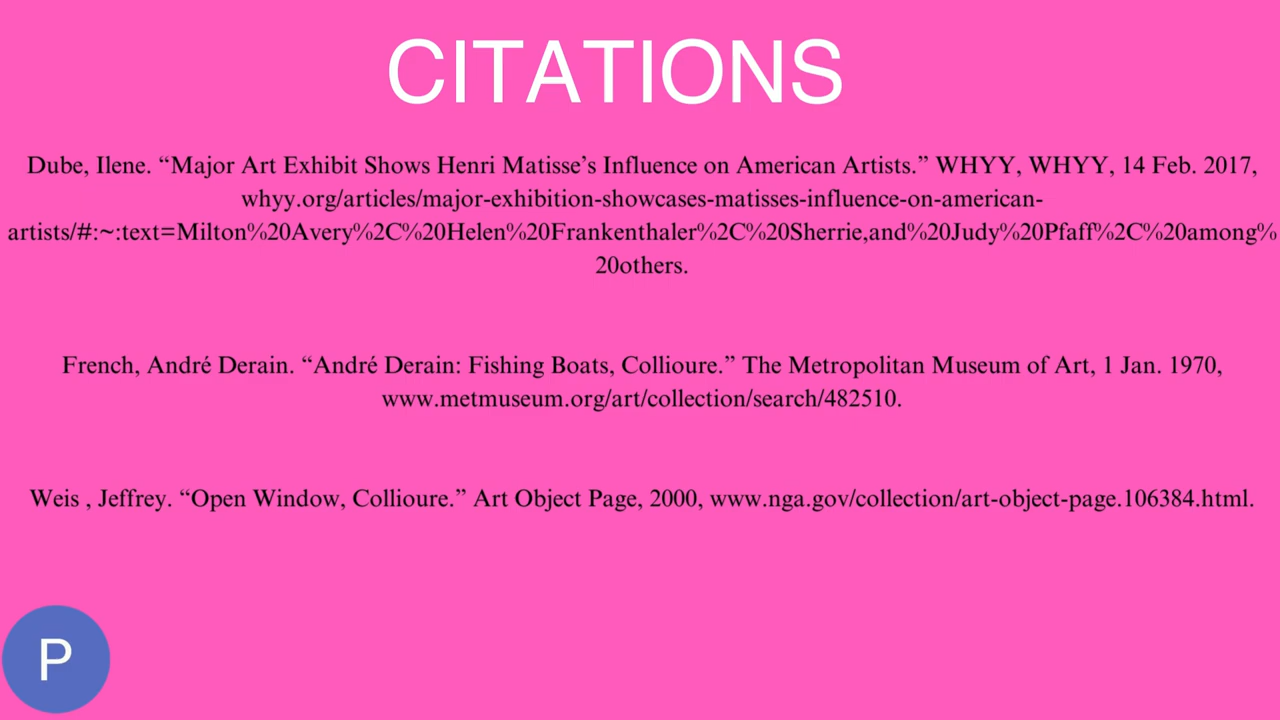 CITATIONS
Dube, Ilene. “Major Art Exhibit Shows Henri Matisse’s Influence on American Artists.” WHYY, WHYY, 14 Feb. 2017,
whyy.org/articles/major-exhibition-showcases-matisses-influence-on-american-
artists/#:~:text=Milton%20Avery%2C%20Helen%20Frankenthaler%2C%20Sherrie,and%20Judy%20Pfaff%2C%20among%
20others.
French, André Derain. “André Derain: Fishing Boats, Collioure.” The Metropolitan Museum of Art, 1 Jan. 1970,
www.metmuseum.org/art/collection/search/482510.
Weis , Jeffrey. “Open Window, Collioure.” Art Object Page, 2000, www.nga.gov/collection/art-object-page.106384.html.
P